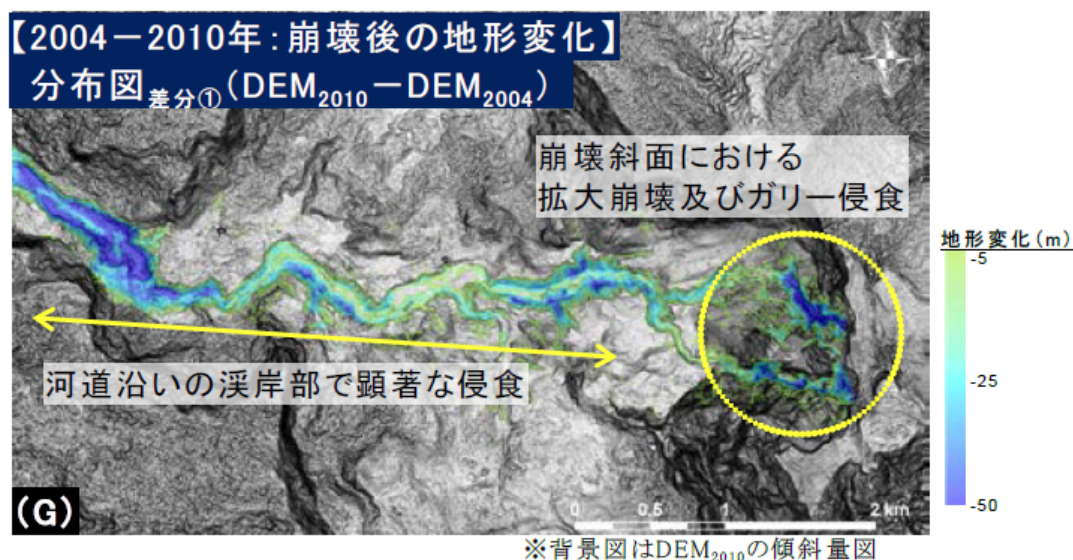 【2004－2010年：崩壊後の地形変化】
分布図差分①(DEM2010－DEM2004)
崩壊斜面における
拡大崩壊及びガリー侵食
地形変化(m)
-5
-25
-50
河道沿いの渓岸部で顕著な侵食
(G)
0 0.5 1 2 km
※背景図はDEM2010の傾斜量図